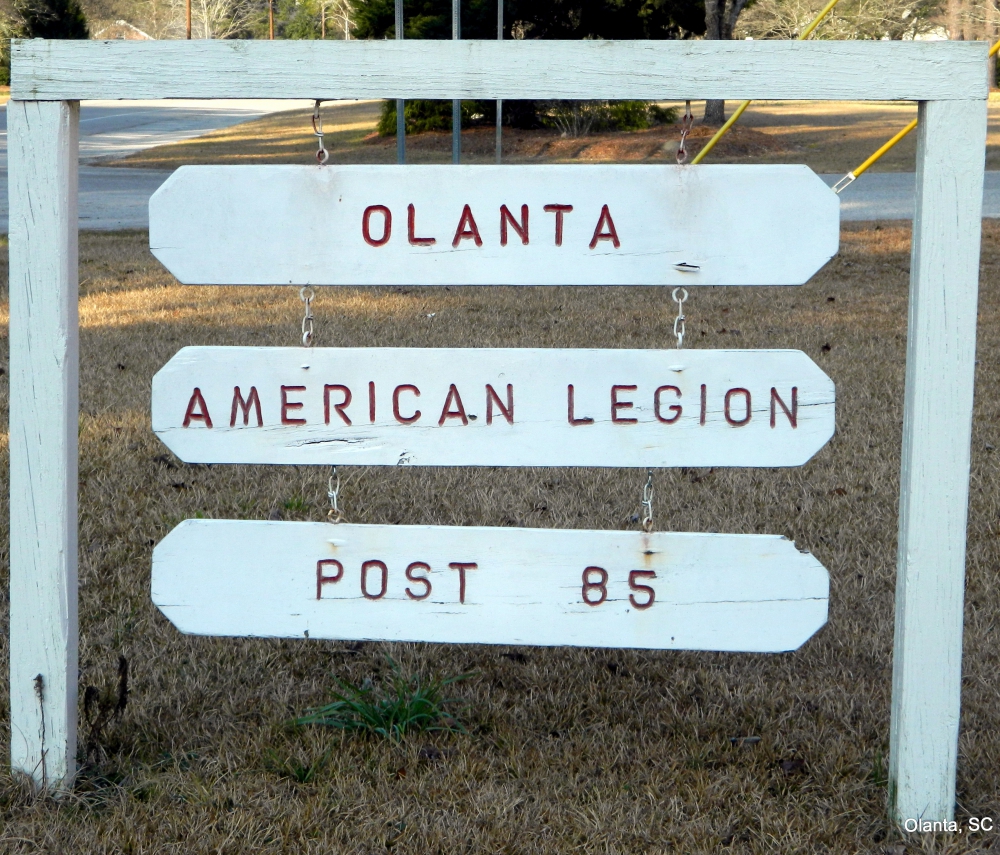 OLANTA
AMERICAN LEGION
POST 85
Olanta, SC